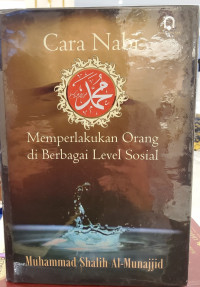 Cara Nabi
محمد
Memperlakukan Orang
di Berbagai Level Sosial
Muhammad Shalih Al-Munajjid